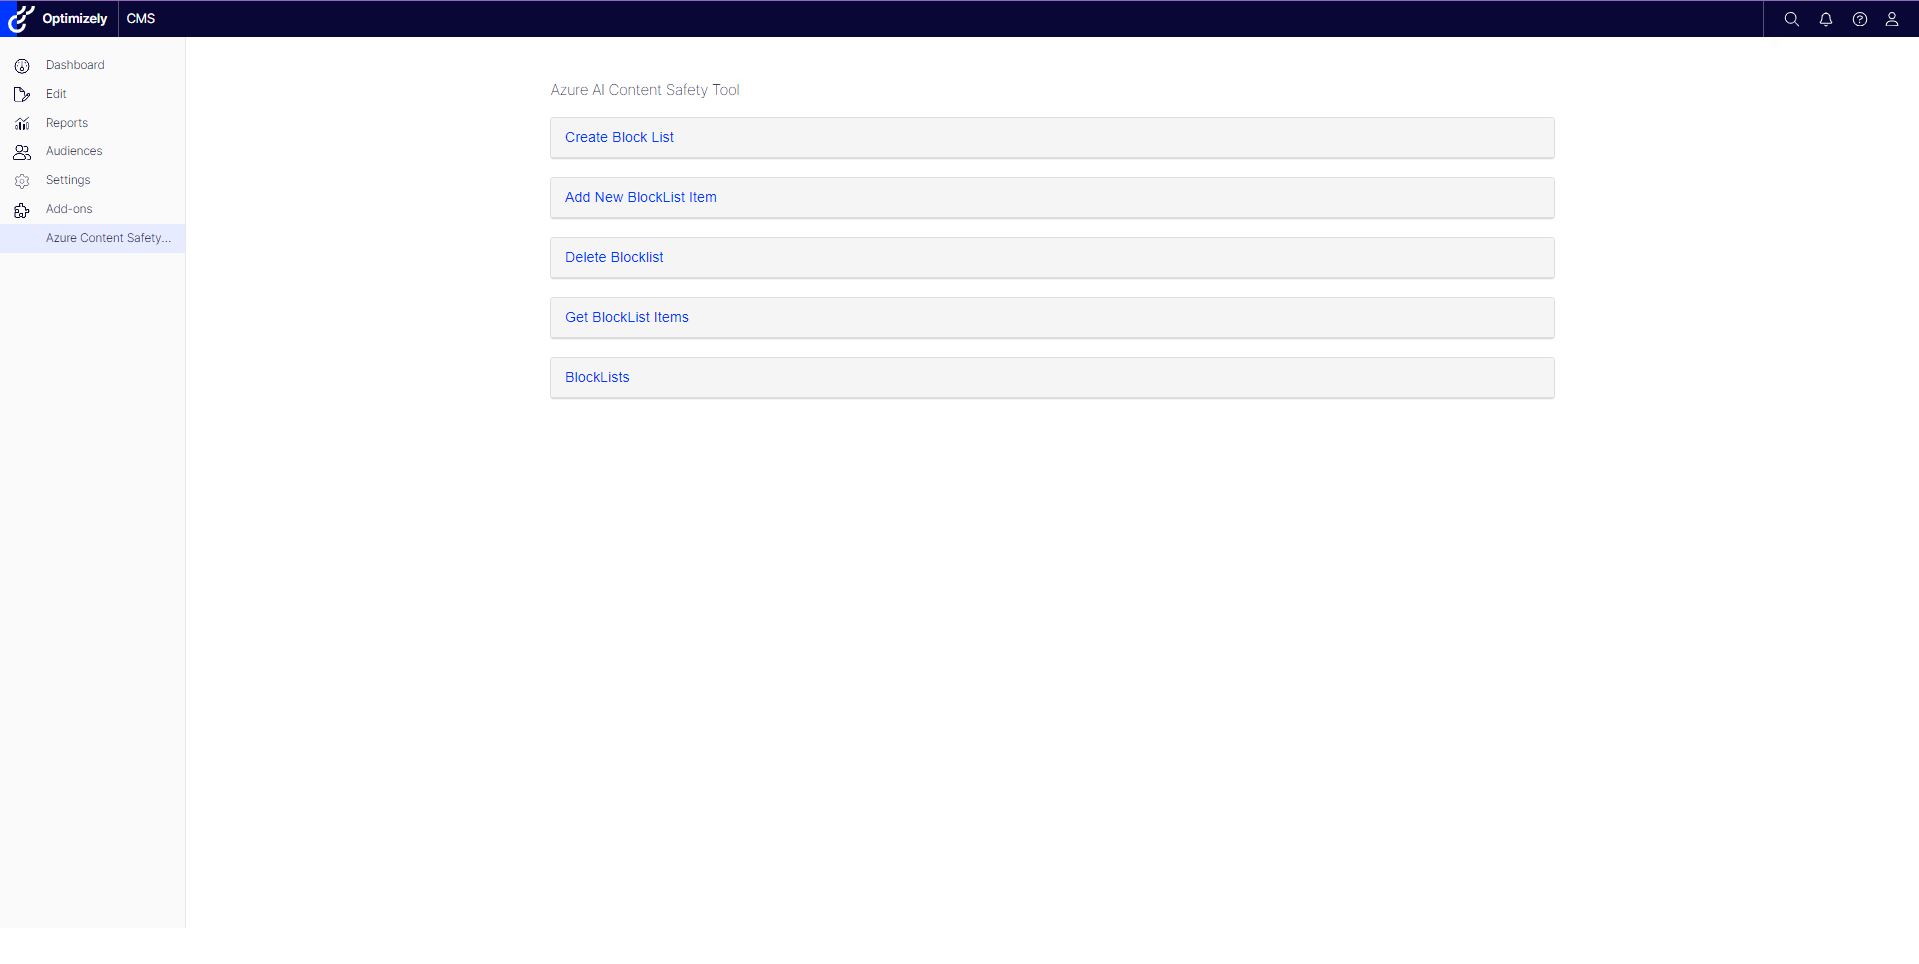 Optimizely CMS
Dashboard
Edit
Reports
Audiences
Settings
Add-ons
Azure Content Safety...
Azure AI Content Safety Tool
Create Block List
Add New BlockList Item
Delete Blocklist
Get BlockList Items
BlockLists